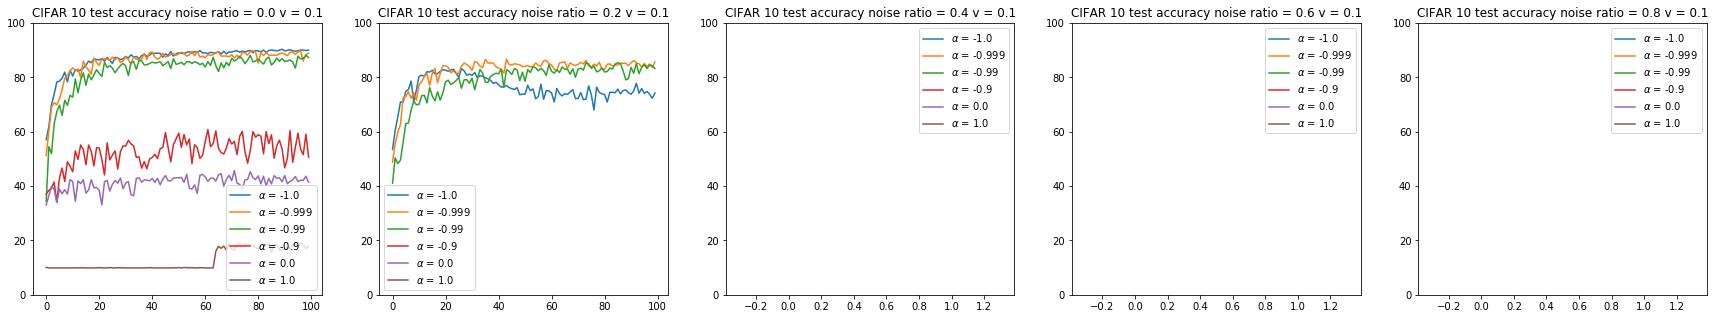 CIFAR 10 test accuracy noise ratio = 0.0 v = 0.1
100
80
60
40
20
0
0 20 40 60 80 100
α = -1.0
α = -0.999
α = -0.99
α = -0.9
α = 0.0
α = 1.0
CIFAR 10 test accuracy noise ratio = 0.2 v = 0.1
100
80
60
40
20
0
0 20 40 60 80 100
α = -1.0
α = -0.999
α = -0.99
α = -0.9
α = 0.0
α = 1.0
CIFAR 10 test accuracy noise ratio = 0.4 v = 0.1
100
80
60
40
20
0
−0.2 0.0 0.2 0.4 0.6 0.8 1.0 1.2
α = -1.0
α = -0.999
α = -0.99
α = -0.9
α = 0.0
α = 1.0
CIFAR 10 test accuracy noise ratio = 0.6 v = 0.1
100
80
60
40
20
0
−0.2 0.0 0.2 0.4 0.6 0.8 1.0 1.2
α = -1.0
α = -0.999
α = -0.99
α = -0.9
α = 0.0
α = 1.0
CIFAR 10 test accuracy noise ratio = 0.8 v = 0.1
100
80
60
40
20
0
−0.2 0.0 0.2 0.4 0.6 0.8 1.0 1.2
α = -1.0
α = -0.999
α = -0.99
α = -0.9
α = 0.0
α = 1.0